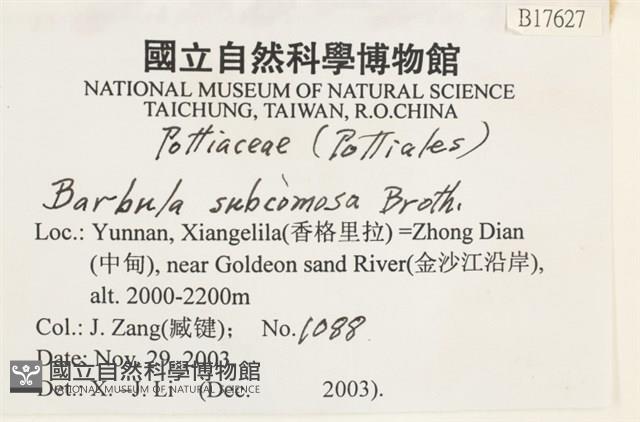 B17627
國立自然科學博物館
NATIONAL MUSEUM OF NATURAL SCIENCE
TAICHUNG, TAIWAN, R.O.CHINA
Pottiaceae (Pottiales)
Barbula subcomosa Broth.
Loc.: Yunnan, Xiangelila(香格里拉) =Zhong Dian
(中甸), near Goldeon sand River(金沙江沿岸),
alt. 2000-2200m
Col.: J. Zang(臧键); No. 1088
Date: Nov. 29, 2003
國立自然科學博物館
NATIONAL MUSEUM OF NATURAL SCIENCE
Det.: X.-J. Li (Dec. 2003).